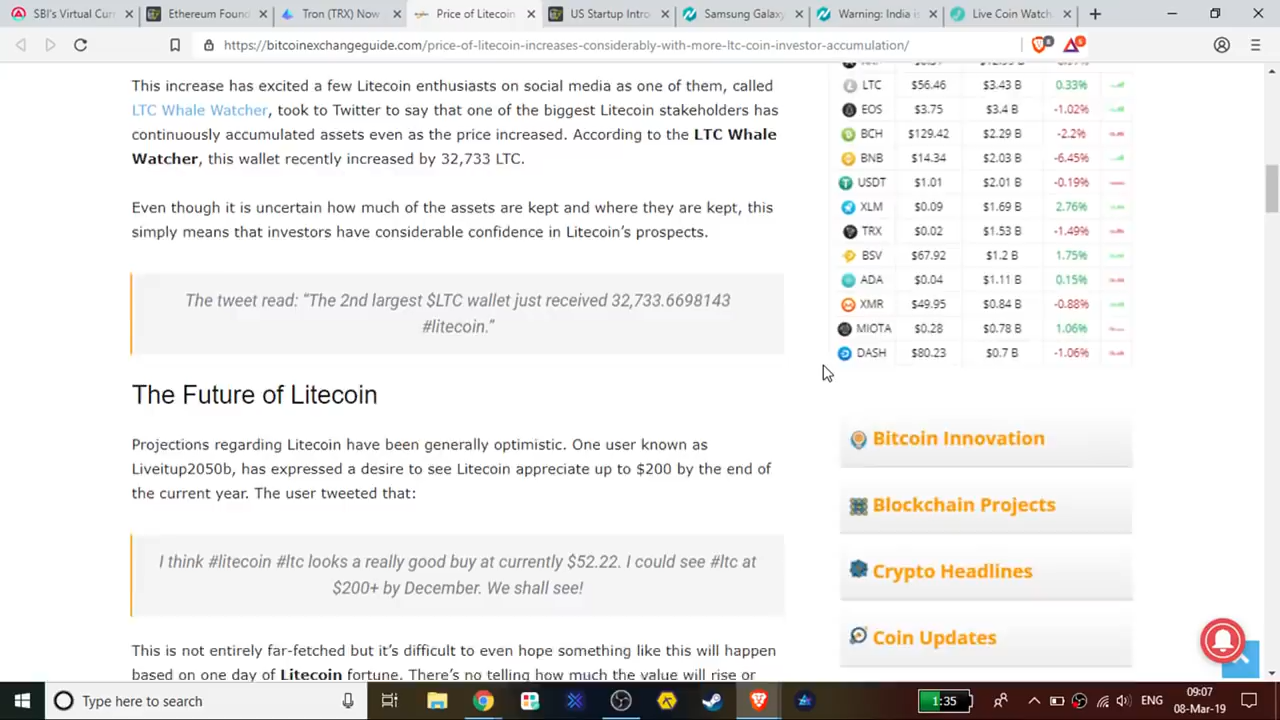 SBI's Virtual Curr
Ethereum Found
Tron (TRX) Now
Price of Litecoin
US Startup Intro
Samsung Galaxy
Warning: India is
Live Coin Watch
https://bitcoinexchangeguide.com/price-of-litecoin-increases-considerably-with-more-ltc-coin-investor-accumulation/
This increase has excited a few Litecoin enthusiasts on social media as one of them, called
LTC Whale Watcher, took to Twitter to say that one of the biggest Litecoin stakeholders has
continuously accumulated assets even as the price increased. According to the LTC Whale
Watcher, this wallet recently increased by 32,733 LTC.
Even though it is uncertain how much of the assets are kept and where they are kept, this
simply means that investors have considerable confidence in Litecoin's prospects.
The tweet read: “The 2nd largest $LTC wallet just received 32,733.6698143
#litecoin.”
The Future of Litecoin
Projections regarding Litecoin have been generally optimistic. One user known as
Liveitup2050b, has expressed a desire to see Litecoin appreciate up to $200 by the end of
the current year. The user tweeted that:
I think #litecoin #ltc looks a really good buy at currently $52.22. I could see #ltc at
$200+ by December. We shall see!
This is not entirely far-fetched but it's difficult to even hope something like this will happen
based on one day of Litecoin fortune. There's no telling how much the value will rise or
LTC $56.46 $3.43 B 0.33%
EOS $3.75 $3.4 B -1.02%
BCH $129.42 $2.29 B -2.2%
BNB $14.34 $2.03 B -6.45%
USDT $1.01 $2.01 B -0.19%
XLM $0.09 $1.69 B 2.76%
TRX $0.02 $1.53 B -1.49%
BSV $67.92 $1.2 B 1.75%
ADA $0.04 $1.11 B 0.15%
XMR $49.95 $0.84 B -0.88%
MIOTA $0.28 $0.78 B 1.06%
DASH $80.23 $0.7 B -1.06%
Bitcoin Innovation
Blockchain Projects
Crypto Headlines
Coin Updates
Type here to search
1:35
ENG
09:07
08-Mar-19